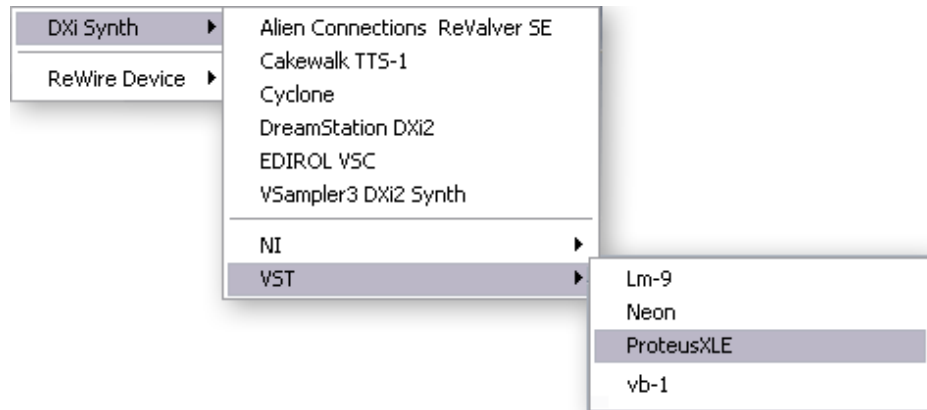 DXi Synth
ReWire Device
Alien Connections ReValver SE
Cakewalk TTS-1
Cyclone
DreamStation DXi2
EDIROL VSC
VSampler3 DXi2 Synth
NI
VST
Lm-9
Neon
ProteusXLE
vb-1